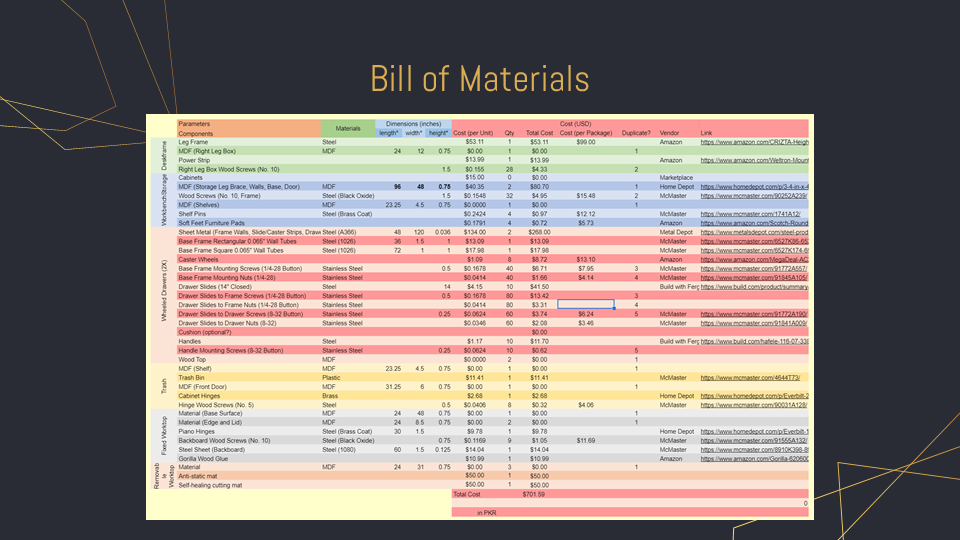 Bill of Materials
Parameters Materials Dimensions (inches) Cost (USD)
Components length* width* height* Cost (per Unit) Qty Total Cost Cost (per Package) Duplicate? Vendor Link
Deskframe
Leg Frame Steel $53.11 1 $53.11 $99.00 Amazon https://www.amazon.com/CRIZTA-Heigh
MDF (Right Leg Box) MDF 24 12 0.75 $0.00 1 $0.00 1
Power Strip $13.99 1 $13.99 Amazon https://www.amazon.com/Weltron-Mount
Right Leg Box Wood Screws (No. 10) 1.5 $0.155 28 $4.33 2
Workbench Storage
Cabinets $15.00 0 $0.00 Marketplace
MDF (Storage Leg Brace, Walls, Base, Door) MDF 96 48 0.75 $40.35 2 $80.70 1 Home Depot https://www.homedepot.com/p/3-4-in-x-4
Wood Screws (No. 10, Frame) Steel (Black Oxide) 1.5 $0.1548 32 $4.95 $15.48 2 McMaster https://www.mcmaster.com/90252A239/
MDF (Shelves) MDF 23.25 4.5 0.75 $0.0000 1 $0.00 1
Shelf Pins Steel (Brass Coat) $0.2424 4 $0.97 $12.12 McMaster https://www.mcmaster.com/1741A12/
Soft Feet Furniture Pads $0.1791 4 $0.72 $5.73 Amazon https://www.amazon.com/Scotch-Round
Wheeled Drawers (2X)
Sheet Metal (Frame Walls, Slide/Caster Strips, Draw Steel (A366) 48 120 0.036 $134.00 2 $268.00 Metal Depot https://www.metalsdepot.com/steel-prod
Base Frame Rectangular 0.065" Wall Tubes Steel (1026) 36 1.5 1 $13.09 1 $13.09 McMaster https://www.mcmaster.com/6527K86-65
Base Frame Square 0.065" Wall Tubes Steel (1026) 72 1 1 $17.98 1 $17.98 McMaster https://www.mcmaster.com/6527K174-6
Caster Wheels $1.09 8 $8.72 $13.10 Amazon https://www.amazon.com/MegaDeal-AC
Base Frame Mounting Screws (1/4-28 Button) Stainless Steel 0.5 $0.1678 40 $6.71 $7.95 3 McMaster https://www.mcmaster.com/91772A557/
Base Frame Mounting Nuts (1/4-28) Stainless Steel $0.0414 40 $1.66 $4.14 4 McMaster https://www.mcmaster.com/91845A105/
Drawer Slides (14" Closed) Steel 14 $4.15 10 $41.50 Build with Ferg https://www.build.com/product/summary
Drawer Slides to Frame Screws (1/4-28 Button) Stainless Steel 0.5 $0.1678 80 $13.42 3
Drawer Slides to Frame Nuts (1/4-28 Button) Stainless Steel $0.0414 80 $3.31 4
Drawer Slides to Drawer Screws (8-32 Button) Stainless Steel 0.25 $0.0624 60 $3.74 $6.24 5 McMaster https://www.mcmaster.com/91772A190/
Drawer Slides to Drawer Nuts (8-32) Stainless Steel $0.0346 60 $2.08 $3.46 McMaster https://www.mcmaster.com/91841A009/
Cushion (optional?) $0.00
Handles Steel $1.17 10 $11.70 Build with Ferg https://www.build.com/hafele-116-07-33
Handle Mounting Screws (8-32 Button) Stainless Steel 0.25 $0.0624 10 $0.62 5
Wood Top MDF $0.0000 2 $0.00 1
Trash
MDF (Shelf) MDF 23.25 4.5 0.75 $0.00 1 $0.00 1
Trash Bin Plastic $11.41 1 $11.41 McMaster https://www.mcmaster.com/4644T73/
MDF (Front Door) MDF 31.25 6 0.75 $0.00 1 $0.00 1
Cabinet Hinges Brass $2.68 1 $2.68 Home Depot https://www.homedepot.com/p/Everbilt-2
Hinge Wood Screws (No. 5) Steel 0.5 $0.0406 8 $0.32 $4.06 McMaster https://www.mcmaster.com/90031A128/
Fixed Worktop
Material (Base Surface) MDF 24 48 0.75 $0.00 1 $0.00 1
Material (Edge and Lid) MDF 24 8.5 0.75 $0.00 2 $0.00 1
Piano Hinges Steel (Brass Coat) 30 1.5 $9.78 1 $9.78 Home Depot https://www.homedepot.com/p/Everbilt-1
Backboard Wood Screws (No. 10) Steel (Black Oxide) 0.75 $0.1169 9 $1.05 $11.69 McMaster https://www.mcmaster.com/91555A132/
Steel Sheet (Backboard) Steel (1080) 60 1.5 0.125 $14.04 1 $14.04 McMaster https://www.mcmaster.com/8910K398-8
Gorilla Wood Glue $10.99 1 $10.99 Amazon https://www.amazon.com/Gorilla-620600
Removab le Worktop
Material MDF 24 31 0.75 $0.00 3 $0.00 1
Anti-static mat $50.00 1 $50.00
Self-healing cutting mat $50.00 1 $50.00
Total Cost $701.59
0
in PKR